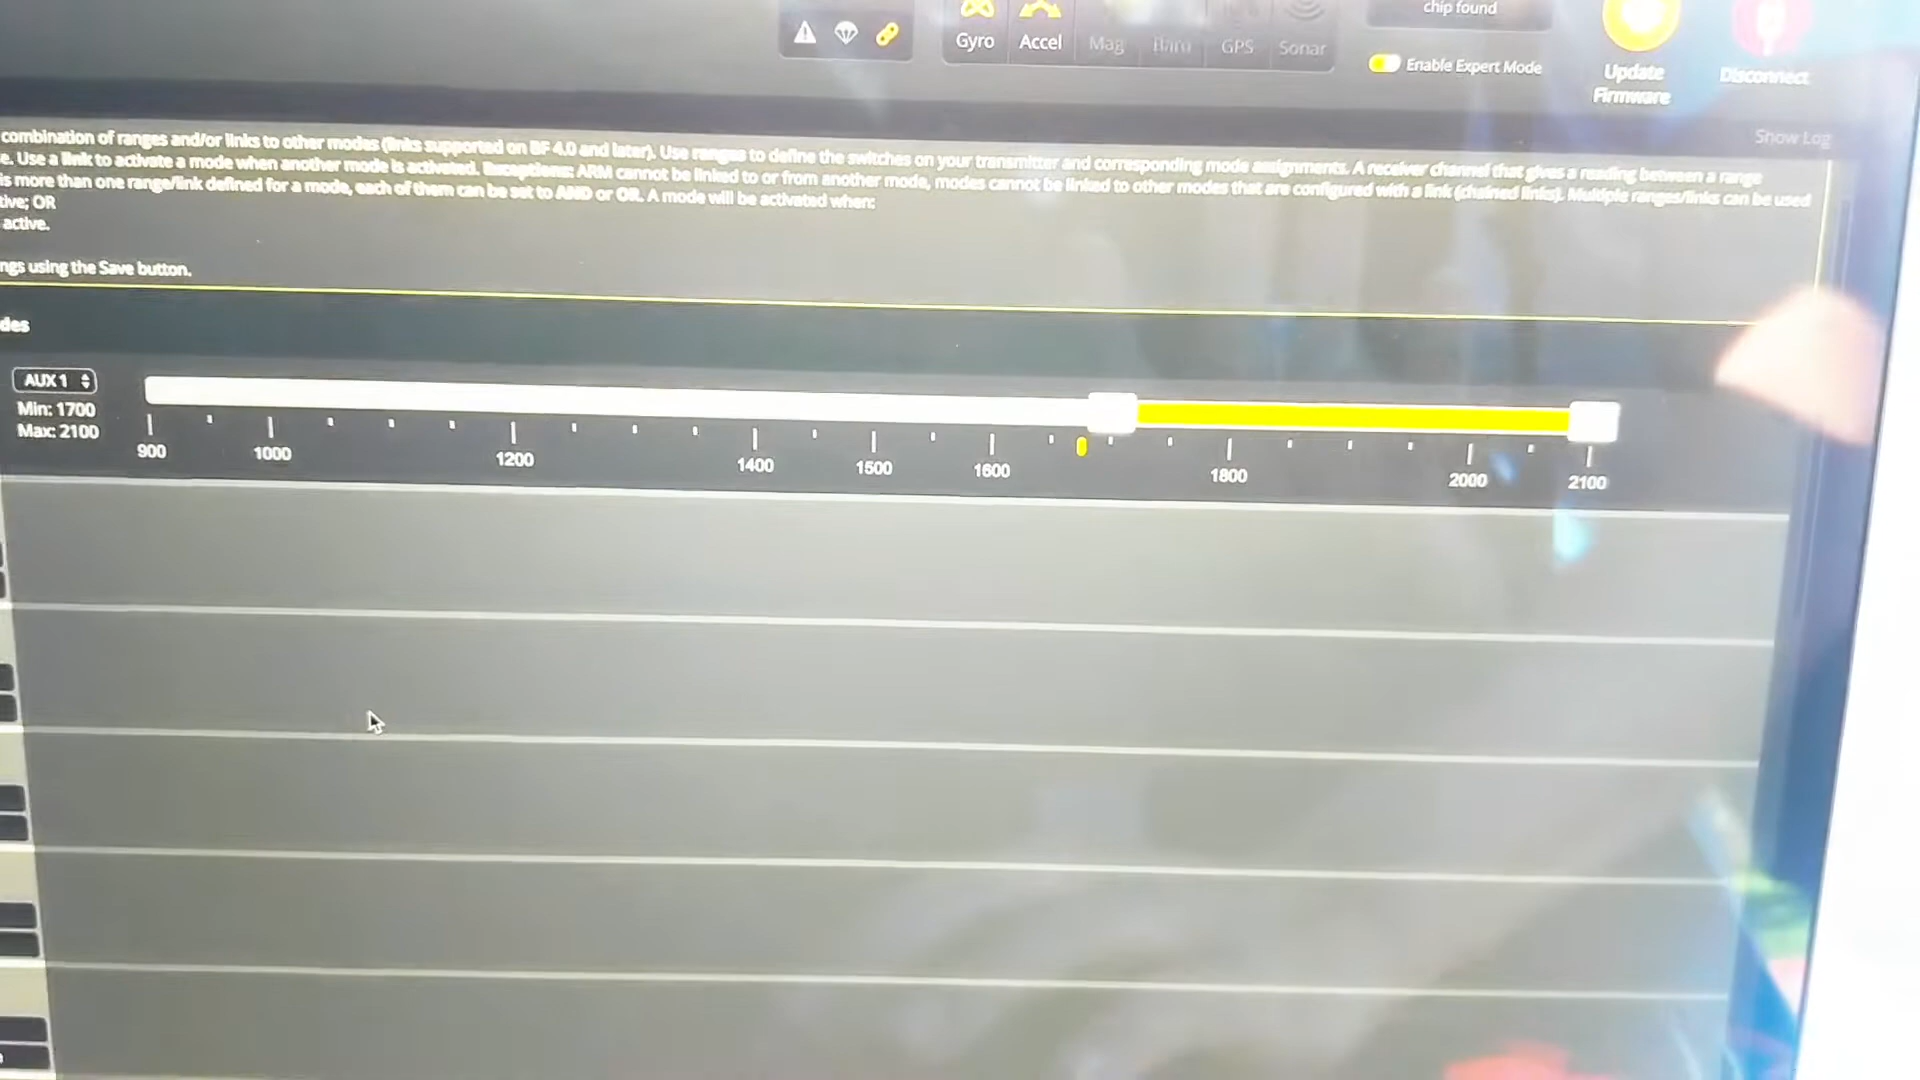 chip found
Gyro Accel Mag Baro GPS Sonar
Enable Expert Mode
Update
Firmware
Disconnect
Show Log
combination of ranges and/or links to other modes (links supported on BF 4.0 and later). Use ranges to define the switches on your transmitter and corresponding mode assignments. A receiver channel that gives a reading between a range
e. Use a link to activate a mode when another mode is activated. Exceptions: ARM cannot be linked to or from another mode, modes cannot be linked to other modes that are configured with a link (chained links). Multiple ranges/links can be used
is more than one range/link defined for a mode, each of them can be set to AND or OR. A mode will be activated when:
tive; OR
active.
ngs using the Save button.
des
AUX 1
Min: 1700
Max: 2100
900 1000 1200 1400 1500 1600 1800 2000 2100